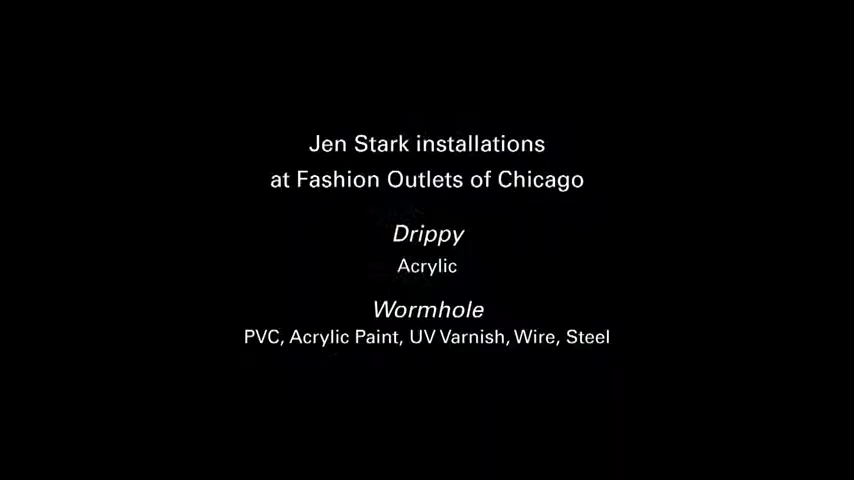 Jen Stark installations
at Fashion Outlets of Chicago
Drippy
Acrylic
Wormhole
PVC, Acrylic Paint, UV Varnish, Wire, Steel